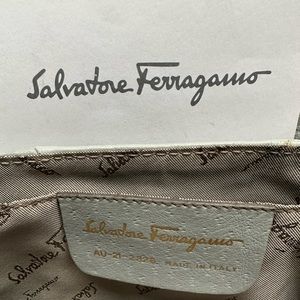 Salvatore Ferragamo
Salvatore
Ferragamo
AU-21-2828 MADE IN ITALY